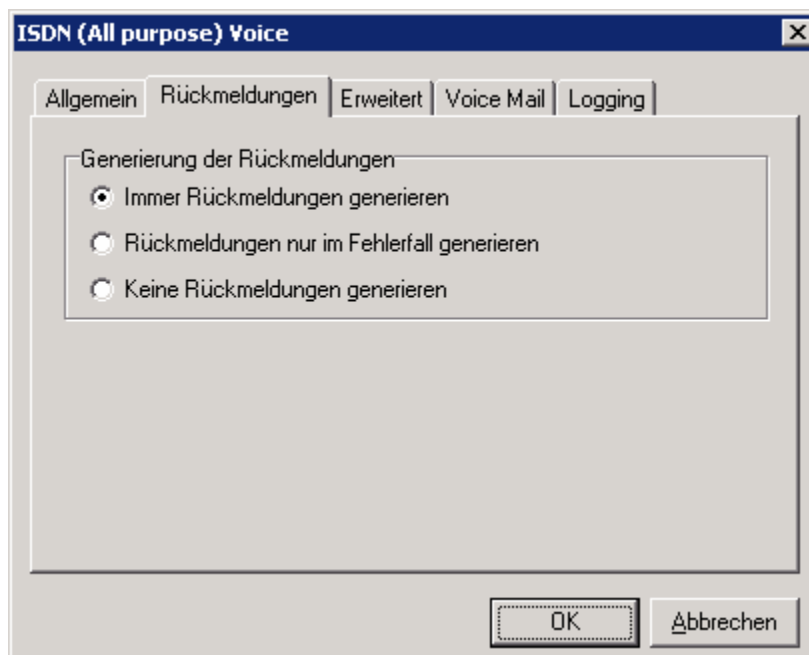 ISDN (All purpose) Voice
Allgemein Rückmeldungen Erweitert Voice Mail Logging
Generierung der Rückmeldungen
Immer Rückmeldungen generieren
Rückmeldungen nur im Fehlerfall generieren
Keine Rückmeldungen generieren
OK Abbrechen